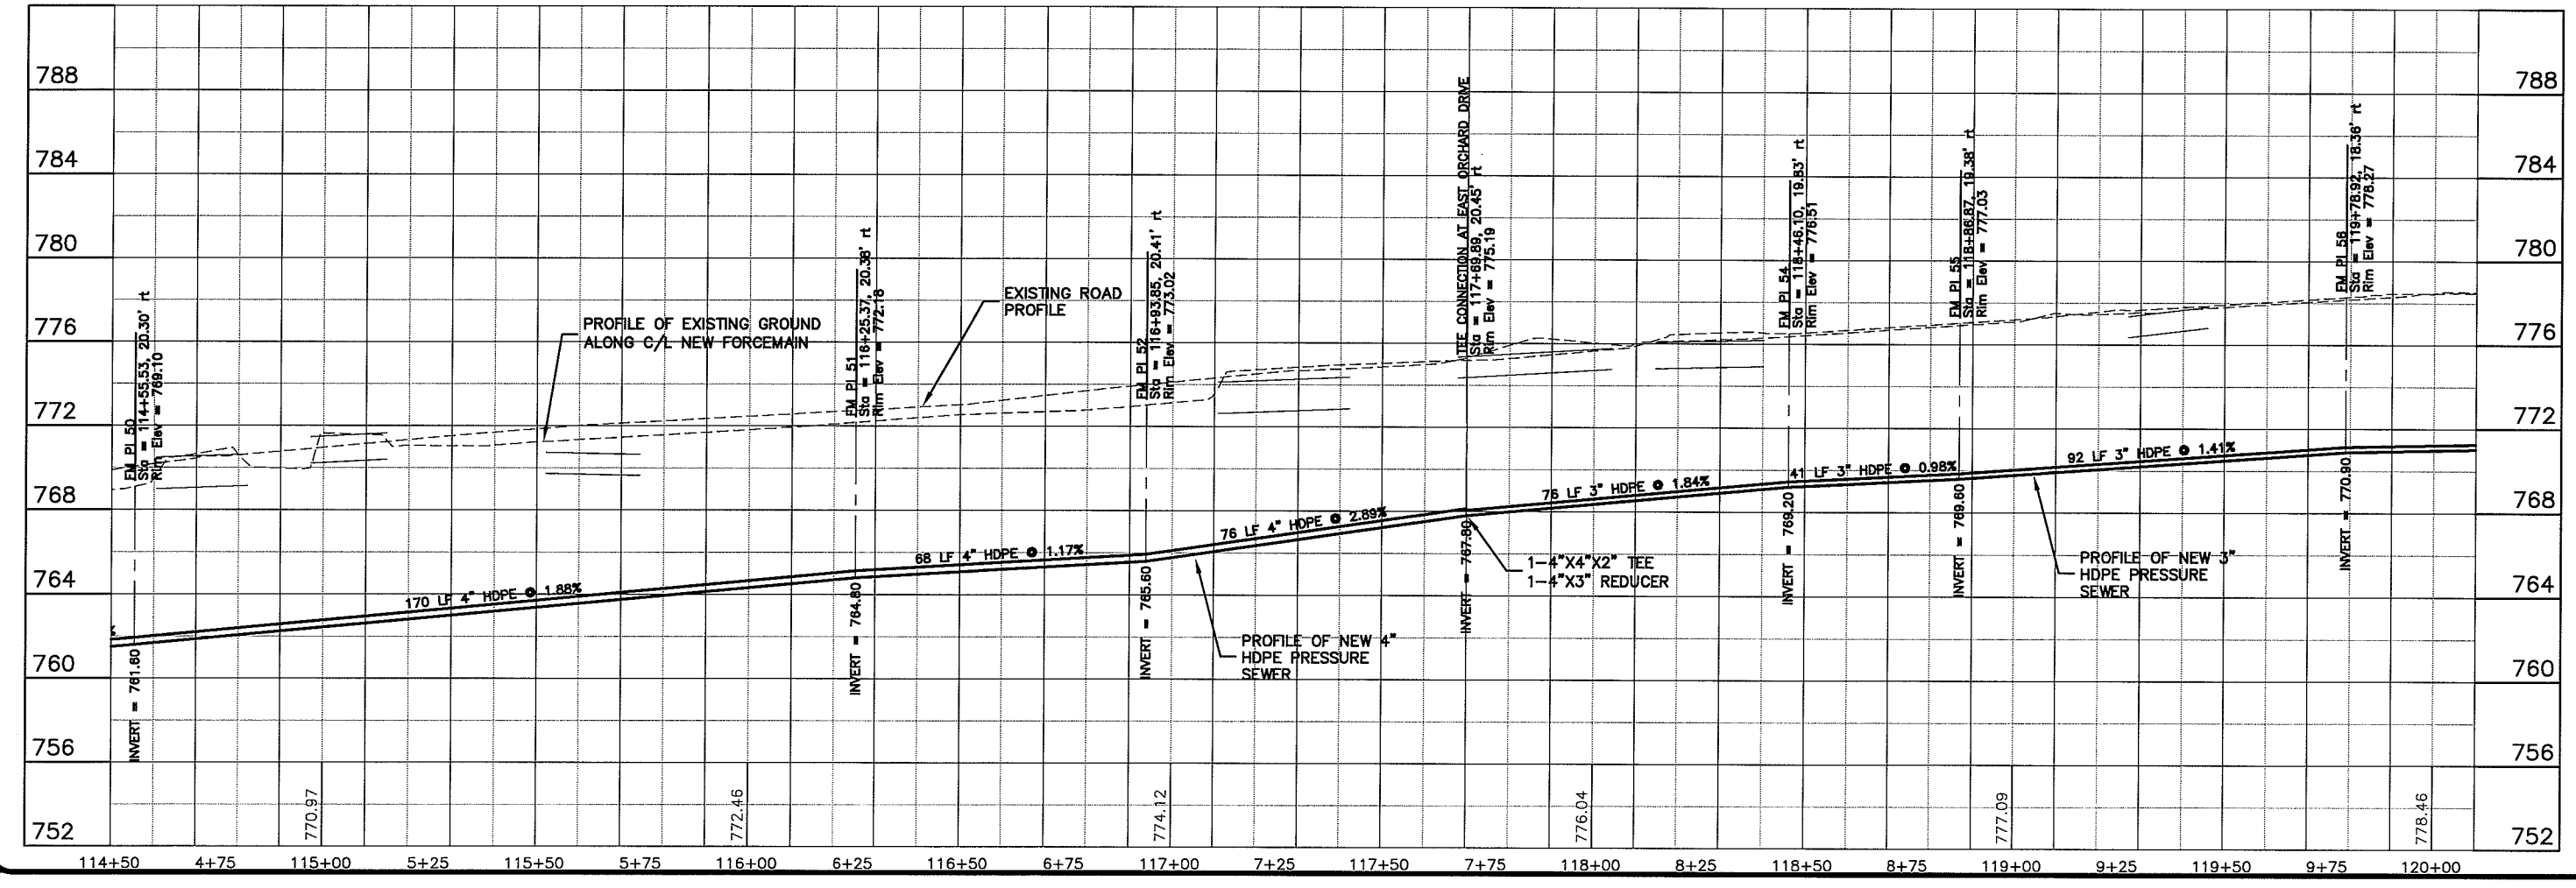 788
784
780
776
772
768
764
760
756
752
788
784
780
776
772
768
764
760
756
752
FM PI 50
Sta = 114+55.53, 20.30' rt
Rim Elev = 769.10
INVERT = 761.60
170 LF 4" HDPE @ 1.88%
PROFILE OF EXISTING GROUND
ALONG C/L NEW FORCEMAIN
FM PI 51
Sta = 116+25.37, 20.38' rt
Rim Elev = 772.18
INVERT = 764.80
EXISTING ROAD
PROFILE
68 LF 4" HDPE @ 1.17%
FM PI 52
Sta = 116+93.85, 20.41' rt
Rim Elev = 773.02
INVERT = 765.60
PROFILE OF NEW 4"
HDPE PRESSURE
SEWER
76 LF 4" HDPE @ 2.89%
TEE CONNECTION AT EAST ORCHARD DRIVE
Sta = 117+69.89, 20.45' rt
Rim Elev = 775.19
INVERT = 767.80
1-4"X4"X2" TEE
1-4"X3" REDUCER
76 LF 3" HDPE @ 1.84%
FM PI 54
Sta = 118+46.10, 19.83' rt
Rim Elev = 776.51
INVERT = 769.20
41 LF 3" HDPE @ 0.98%
FM PI 55
Sta = 118+86.87, 19.38' rt
Rim Elev = 777.03
INVERT = 769.60
92 LF 3" HDPE @ 1.41%
PROFILE OF NEW 3"
HDPE PRESSURE
SEWER
FM PI 56
Sta = 119+78.92, 18.36' rt
Rim Elev = 778.27
INVERT = 770.90
770.97
772.46
774.12
776.04
777.09
778.46
114+50 4+75 115+00 5+25 115+50 5+75 116+00 6+25 116+50 6+75 117+00 7+25 117+50 7+75 118+00 8+25 118+50 8+75 119+00 9+25 119+50 9+75 120+00